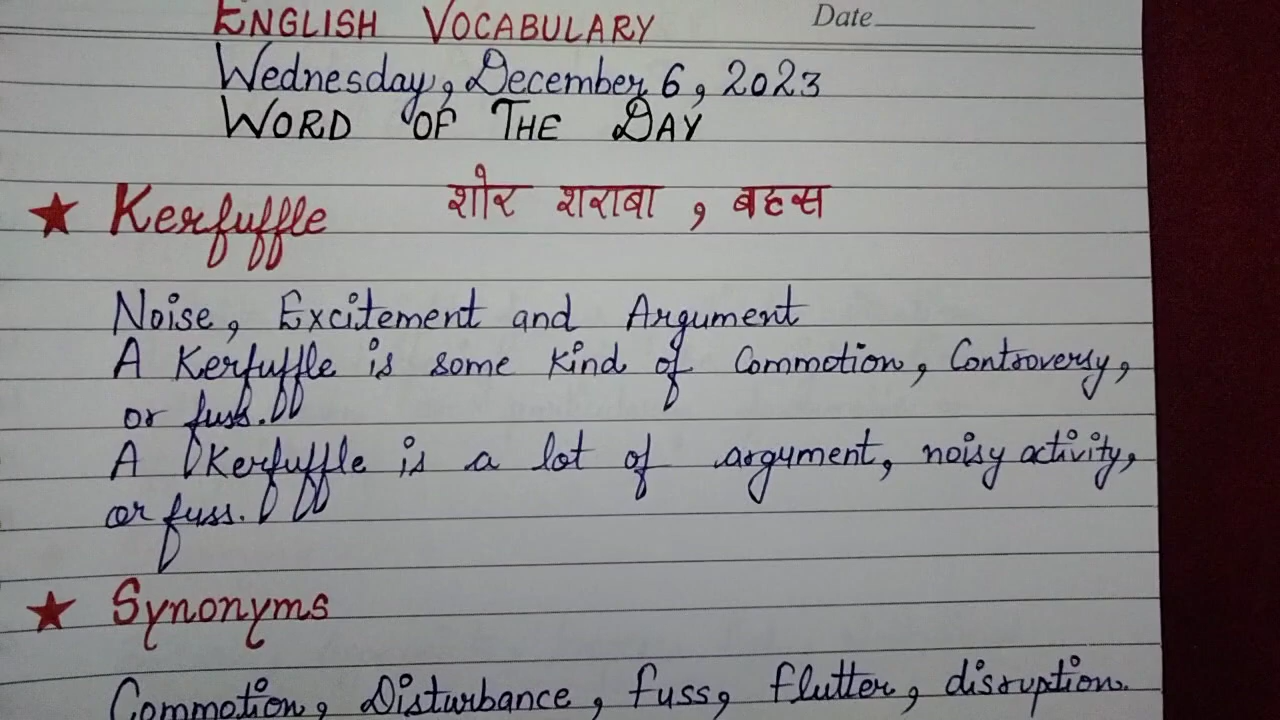 ENGLISH VOCABULARY
Date
Wednesday, December 6, 2023
WORD OF THE DAY
★ Kerfuffle शोर शराबा , बहस
Noise, Excitement and Argument
A Kerfuffle is some kind of Commotion, Controversy,
or fuss.
A Kerfuffle is a lot of argument, noisy activity,
or fuss.
★ Synonyms
Commotion, Disturbance, fuss, flutter, disruption.